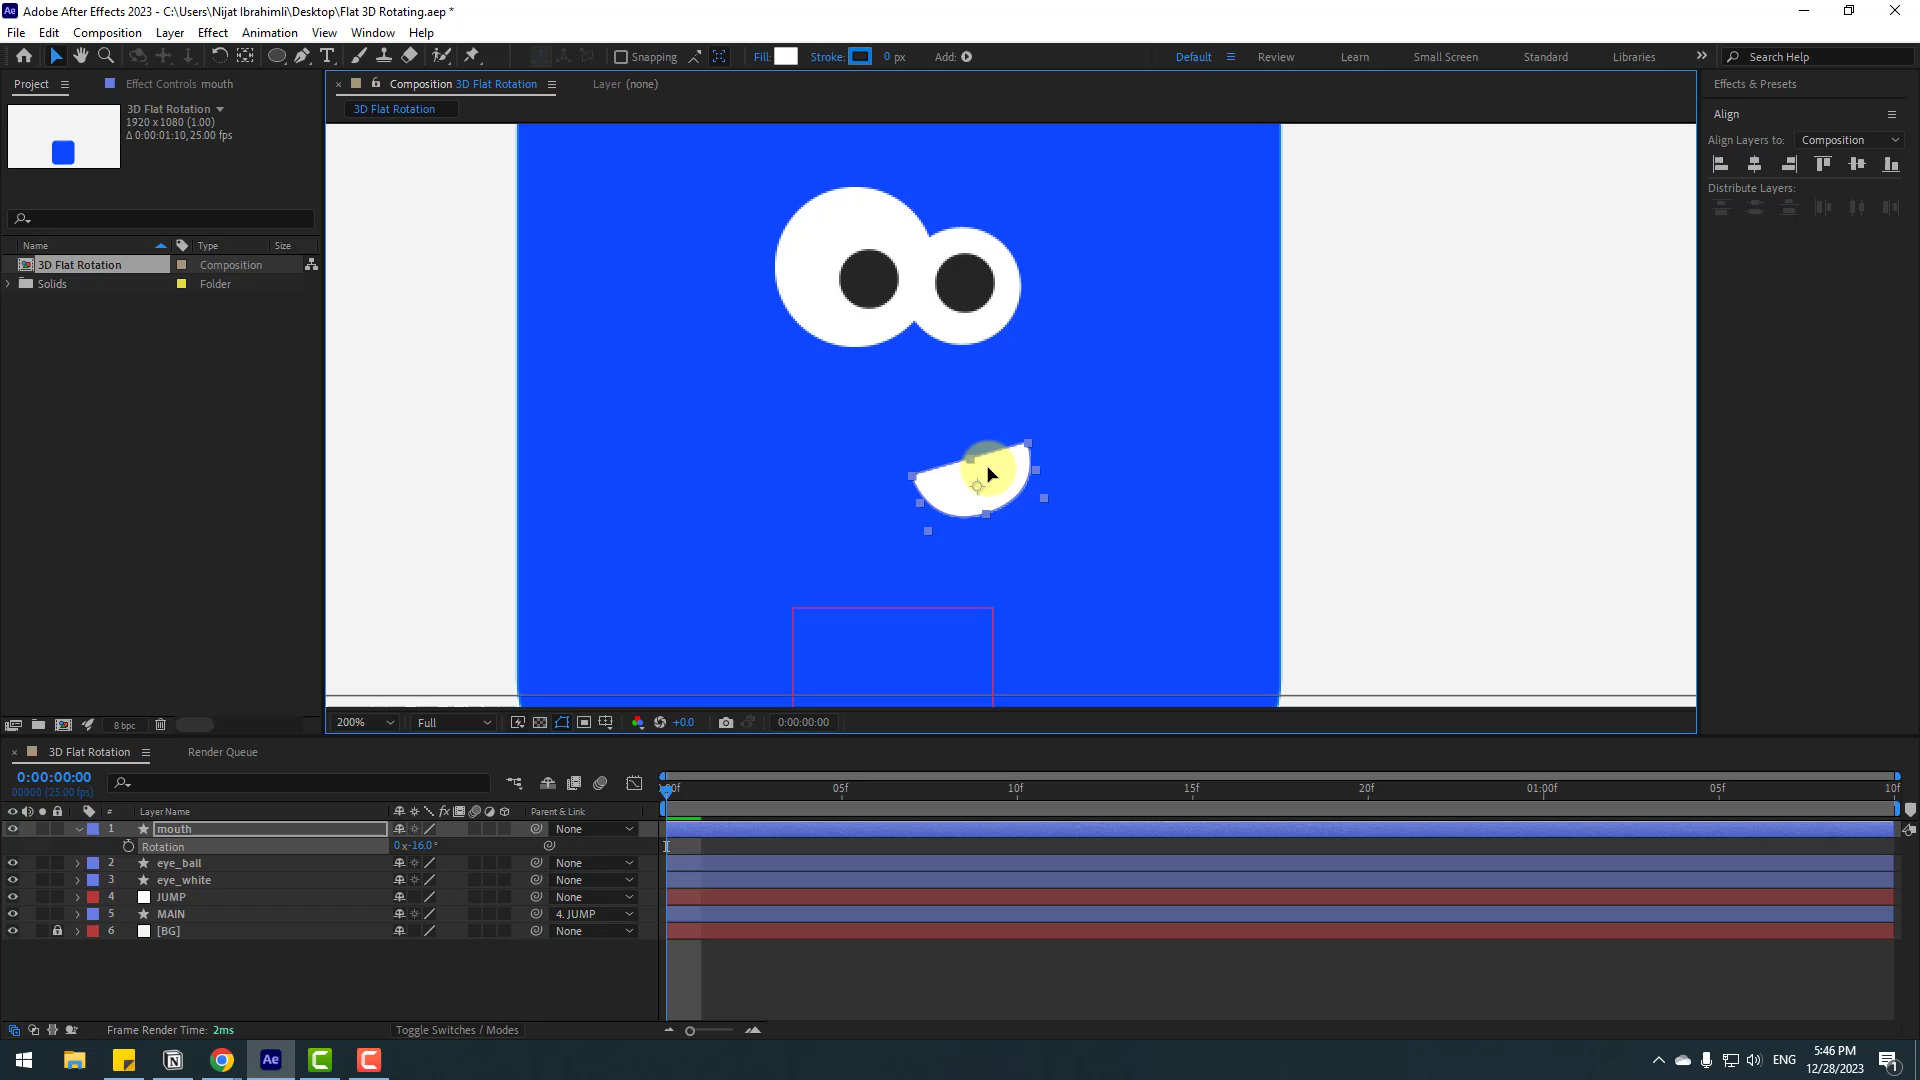 Adobe After Effects 2023 - C:\Users\Nijat Ibrahimli\Desktop\Flat 3D Rotating.aep *
File Edit Composition Layer Effect Animation View Window Help
Snapping Fill: Stroke: 0 px Add: Default Review Learn Small Screen Standard Libraries Search Help
Project Effect Controls mouth Composition 3D Flat Rotation Layer (none) Effects & Presets
3D Flat Rotation
1920 x 1080 (1.00)
Δ 0:00:01:10, 25.00 fps
3D Flat Rotation
Align
Align Layers to: Composition
Distribute Layers:
Name Type Size
3D Flat Rotation Composition
Solids Folder
8 bpc
200% Full +0.0 0:00:00:00
3D Flat Rotation Render Queue
0:00:00:00
00000 (25.00 fps)
05f 10f 15f 20f 01:00f 05f 10f
# Layer Name fx Parent & Link
1 mouth None
Rotation 0x-16.0°
2 eye_ball None
3 eye_white None
4 JUMP None
5 MAIN 4. JUMP
6 [BG] None
Frame Render Time: 2ms Toggle Switches / Modes
ENG 5:46 PM
12/28/2023